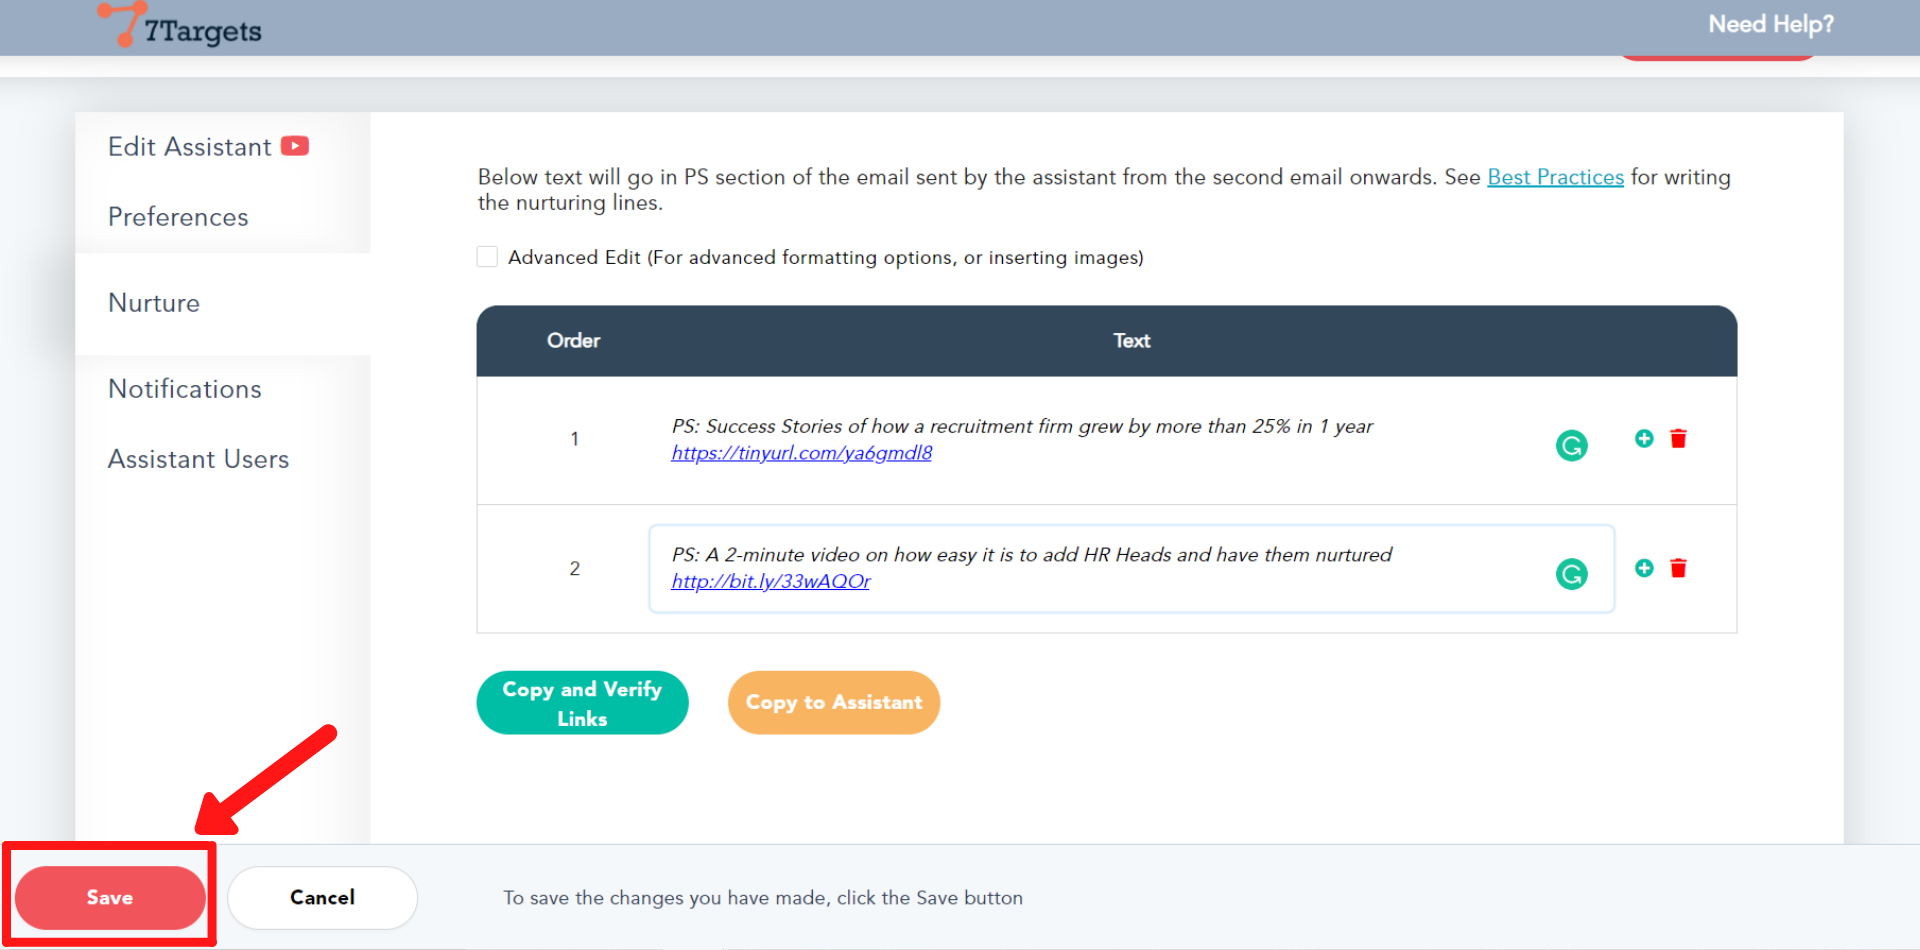 7Targets
Need Help?
Edit Assistant
Preferences
Nurture
Notifications
Assistant Users
Below text will go in PS section of the email sent by the assistant from the second email onwards. See Best Practices for writing
the nurturing lines.
Advanced Edit (For advanced formatting options, or inserting images)
Order Text
1
PS: Success Stories of how a recruitment firm grew by more than 25% in 1 year
https://tinyurl.com/ya6gmdl8
2
PS: A 2-minute video on how easy it is to add HR Heads and have them nurtured
http://bit.ly/33wAQOr
Copy and Verify
Links
Copy to Assistant
Save
Cancel
To save the changes you have made, click the Save button